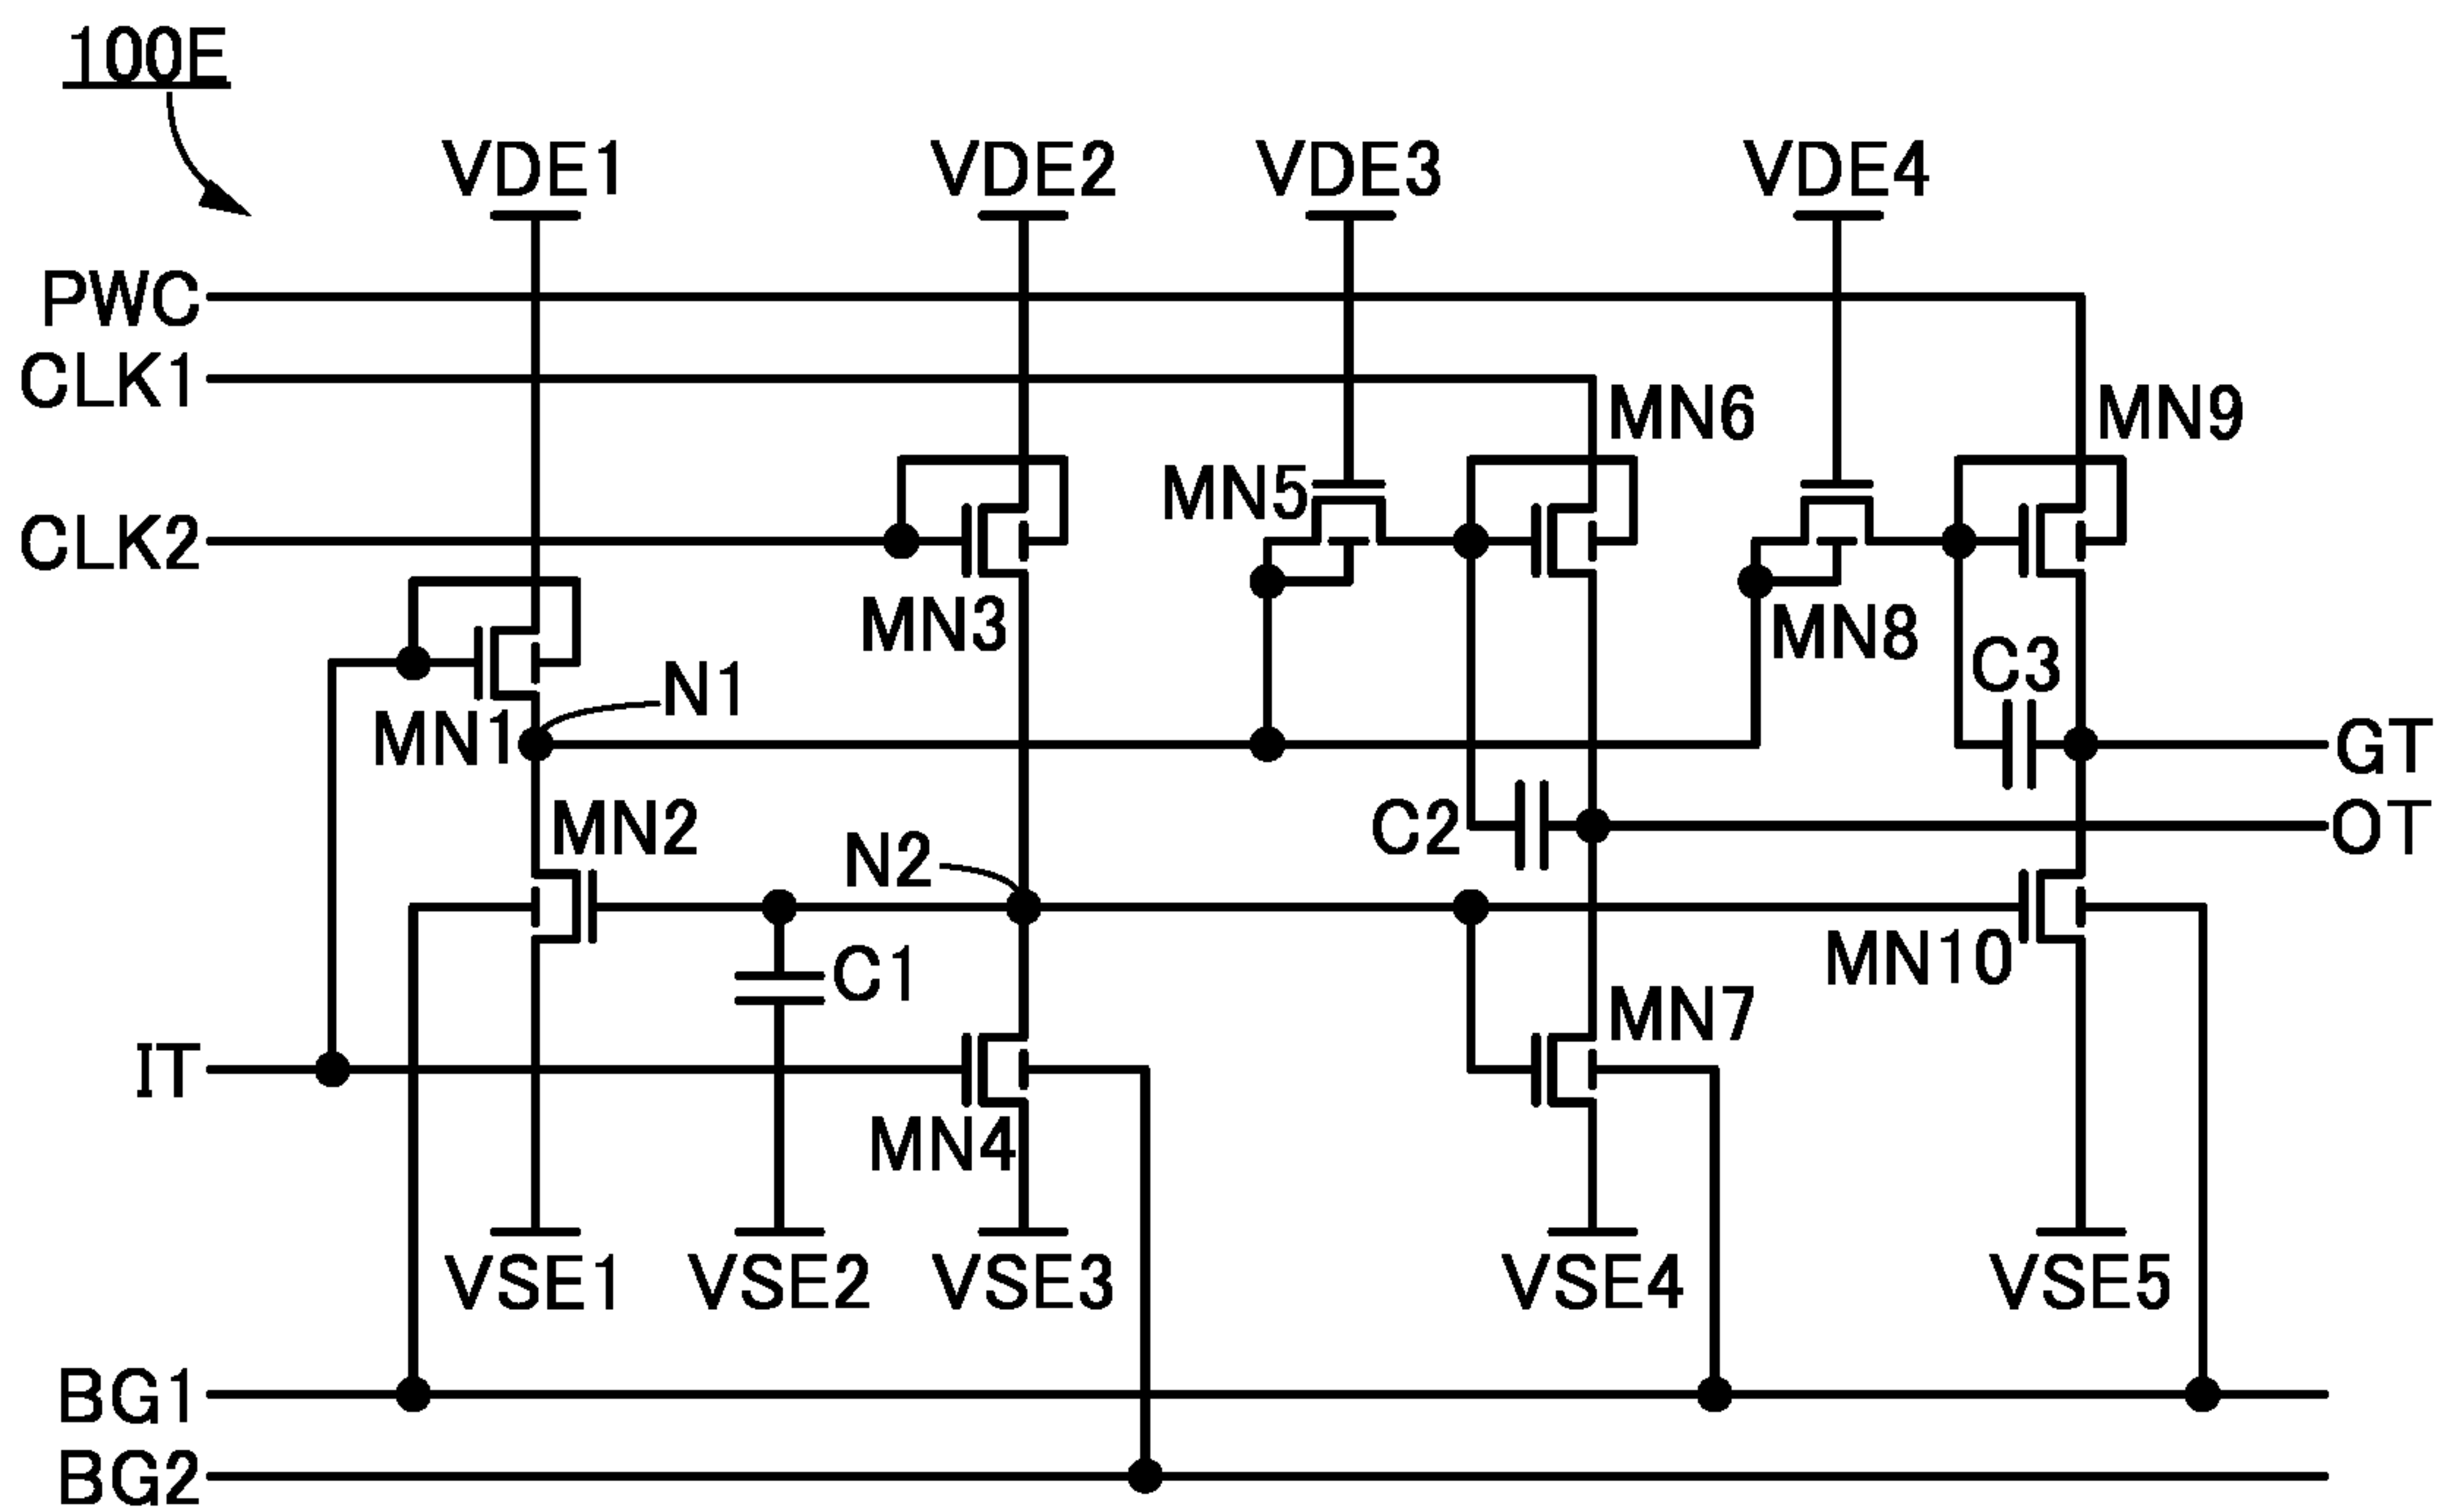 100E
VDE1
VDE2
VDE3
VDE4
PWC
CLK1
MN6
MN9
MN5
CLK2
MN3
MN8
C3
N1
MN1
GT
MN2
C2
OT
N2
C1
MN10
MN7
IT
MN4
VSE1
VSE2
VSE3
VSE4
VSE5
BG1
BG2